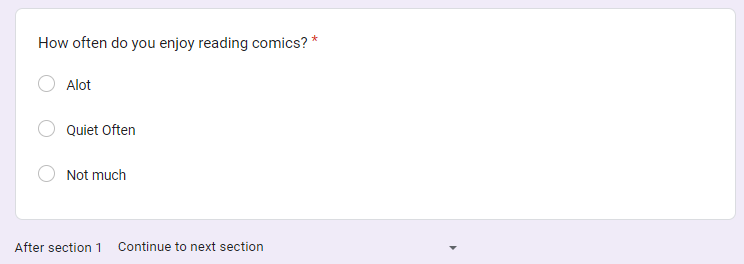 How often do you enjoy reading comics? *
Alot
Quiet Often
Not much
After section 1 Continue to next section